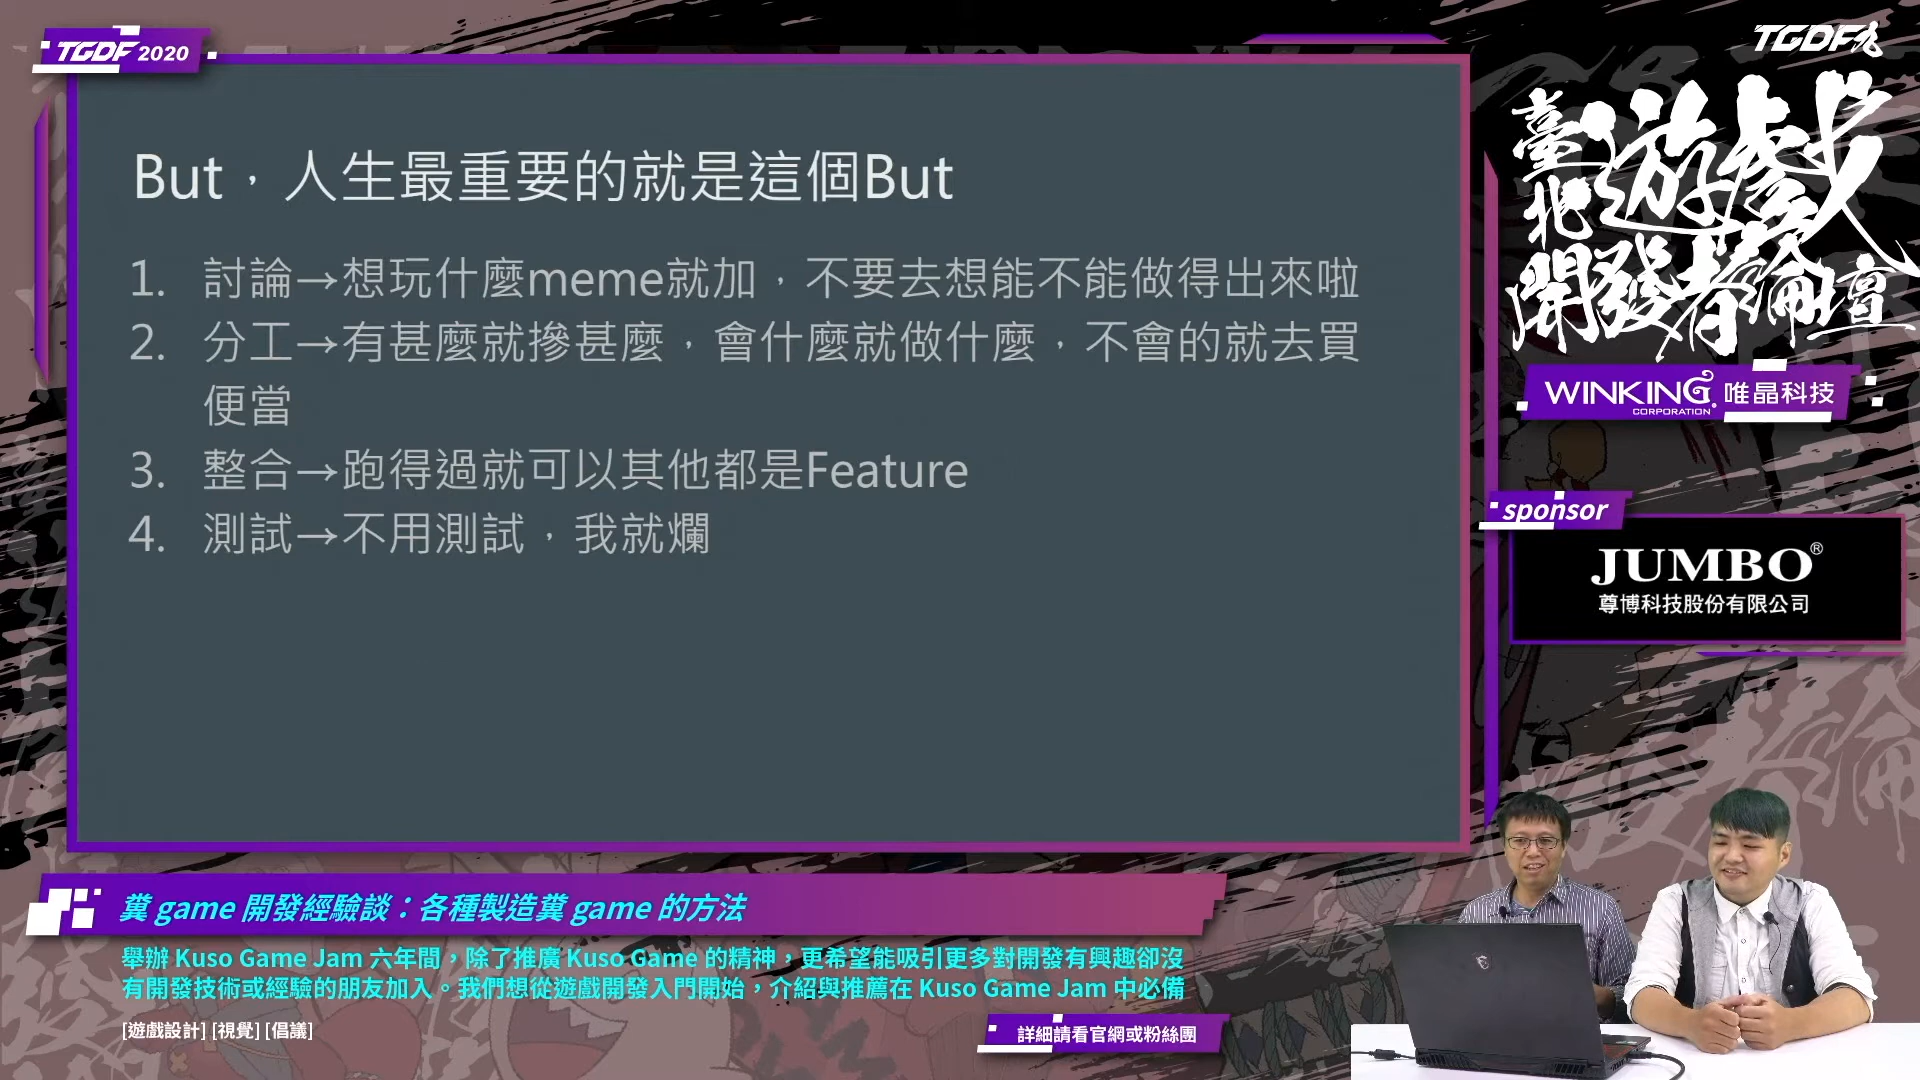 TGDF 2020
But，人生最重要的就是這個But
1. 討論→想玩什麼meme就加，不要去想能不能做得出來啦
2. 分工→有甚麼就摻甚麼，會什麼就做什麼，不會的就去買
便當
3. 整合→跑得過就可以其他都是Feature
4. 測試→不用測試，我就爛
TGDF
臺北遊戲
開發者論壇
WINKING 唯晶科技
CORPORATION
sponsor
JUMBO®
尊博科技股份有限公司
糞 game 開發經驗談：各種製造糞 game 的方法
舉辦 Kuso Game Jam 六年間，除了推廣 Kuso Game 的精神，更希望能吸引更多對開發有興趣卻沒
有開發技術或經驗的朋友加入。我們想從遊戲開發入門開始，介紹與推薦在 Kuso Game Jam 中必備
[遊戲設計] [視覺] [倡議]
詳細請看官網或粉絲團